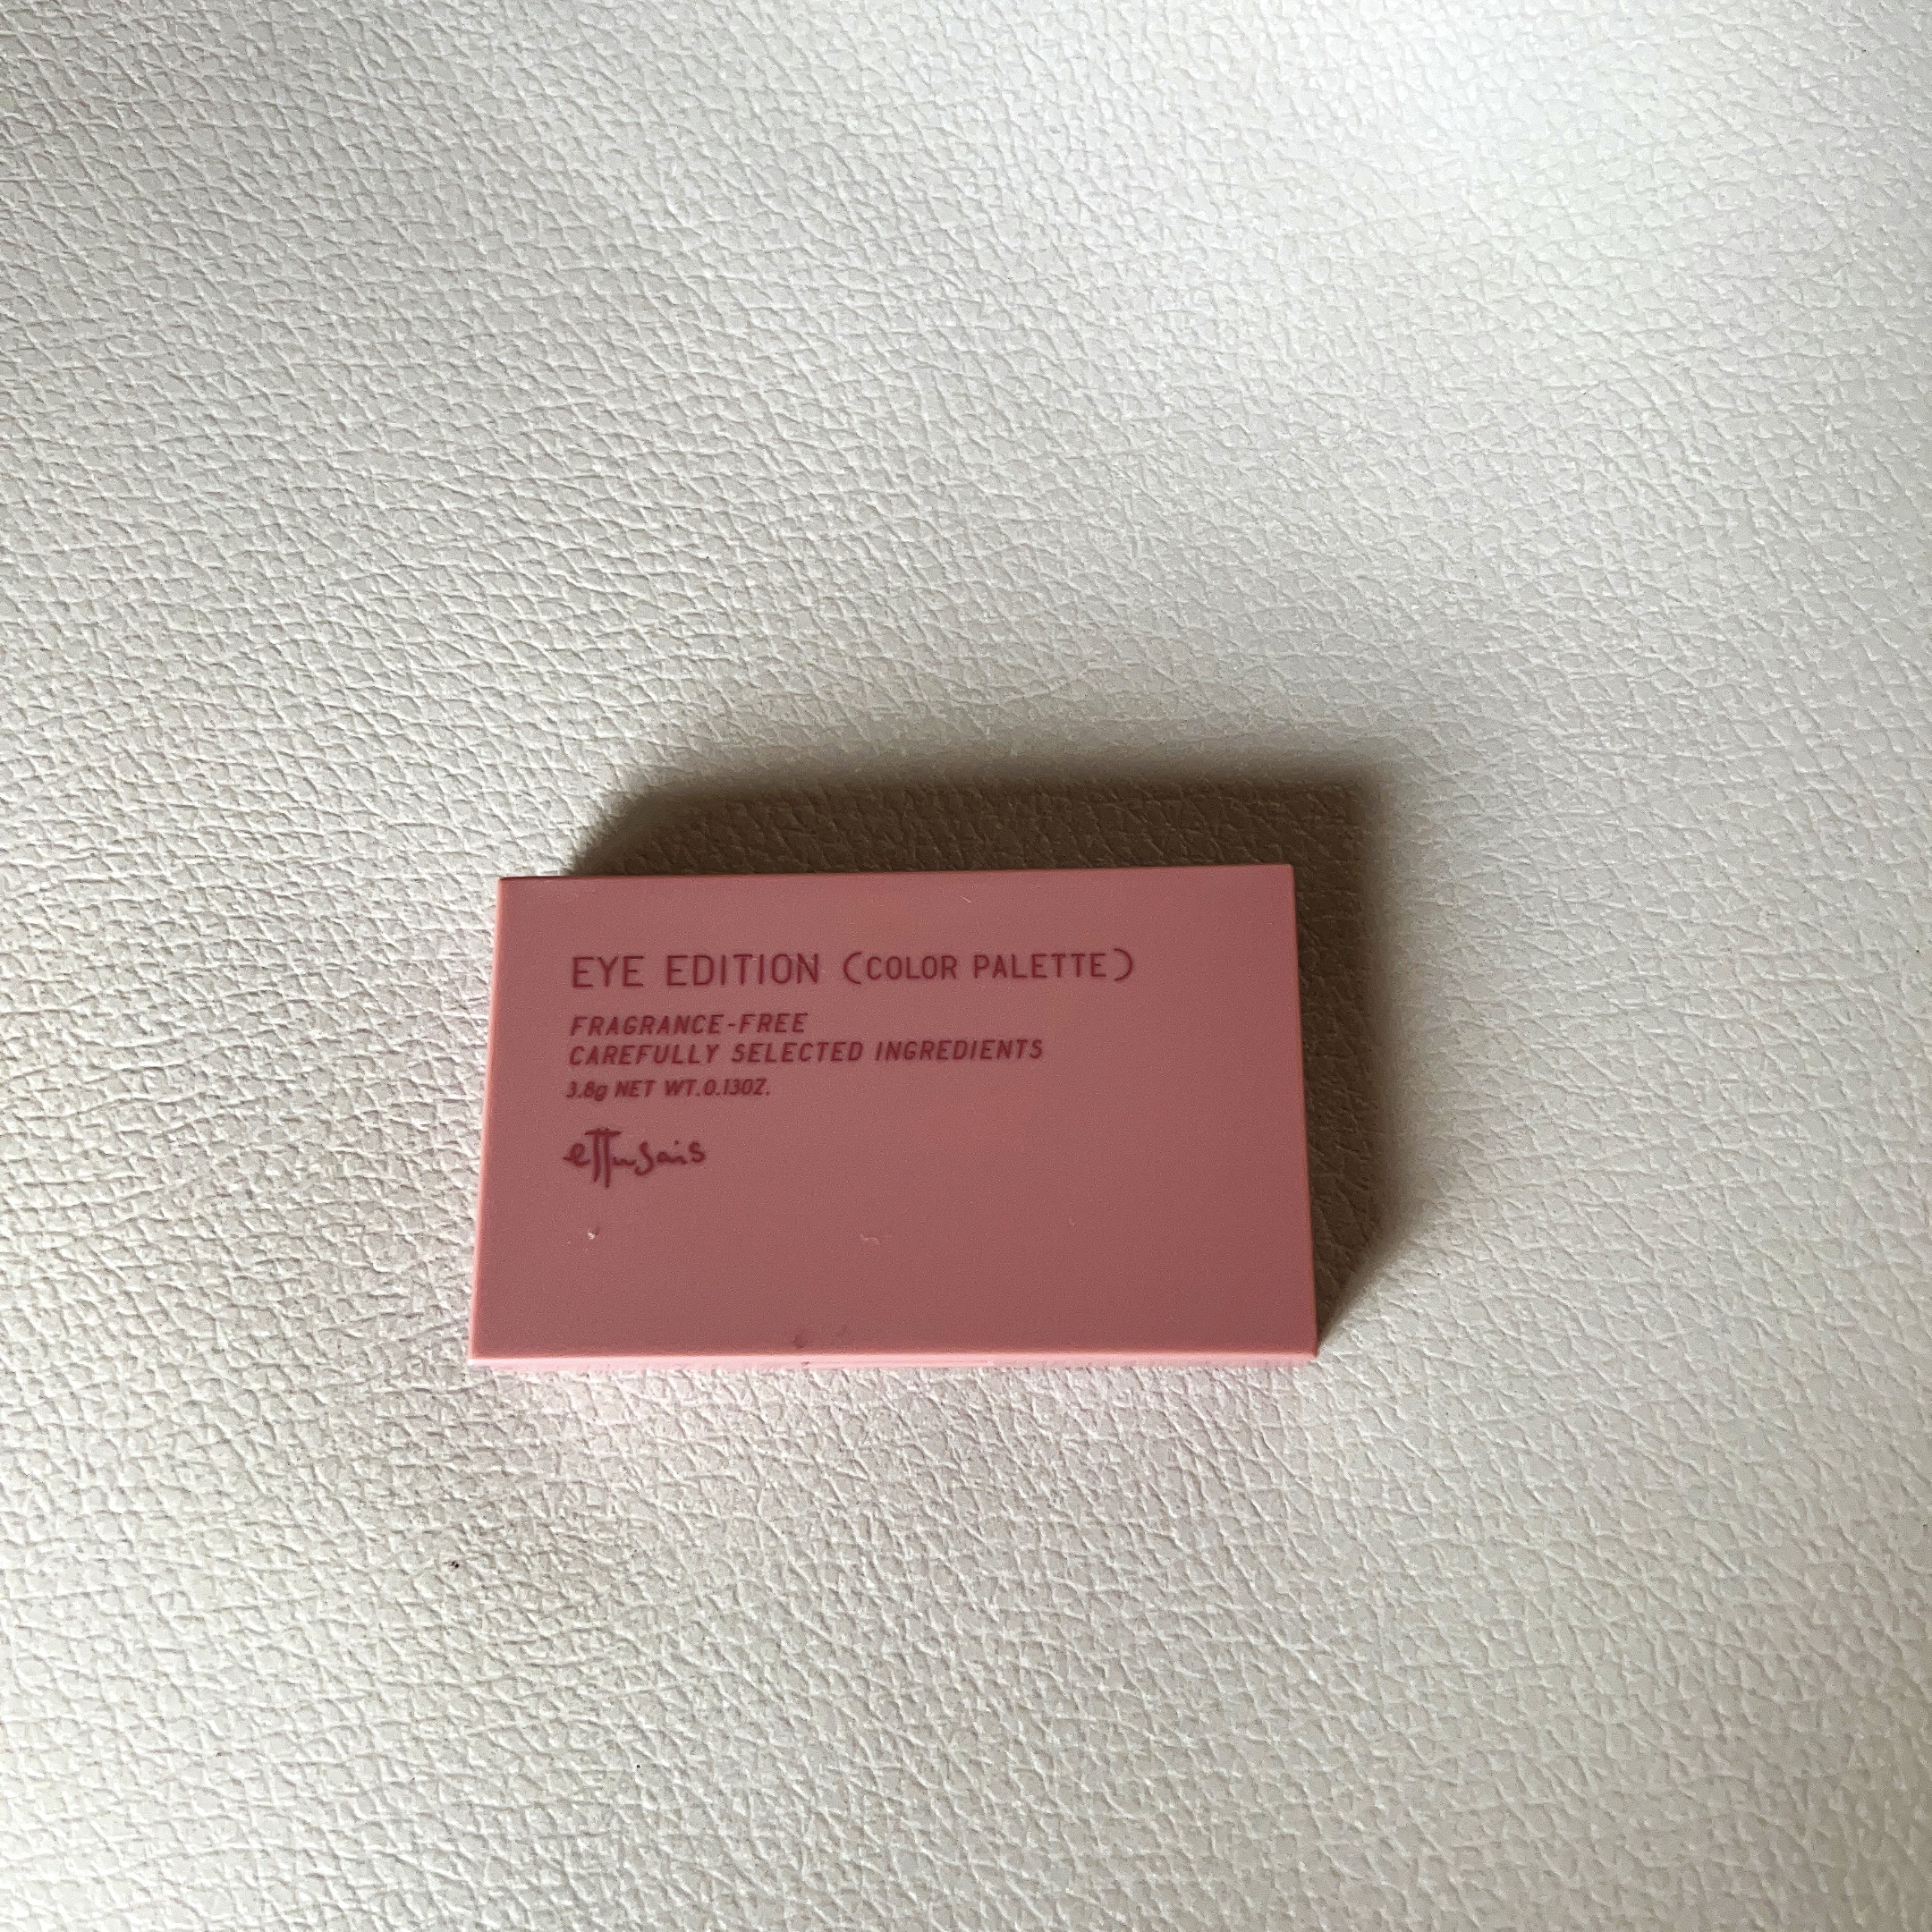 EYE EDITION (COLOR PALETTE)
FRAGRANCE-FREE
CAREFULLY SELECTED INGREDIENTS
3.8g NET WT.0.13OZ.
ettusais